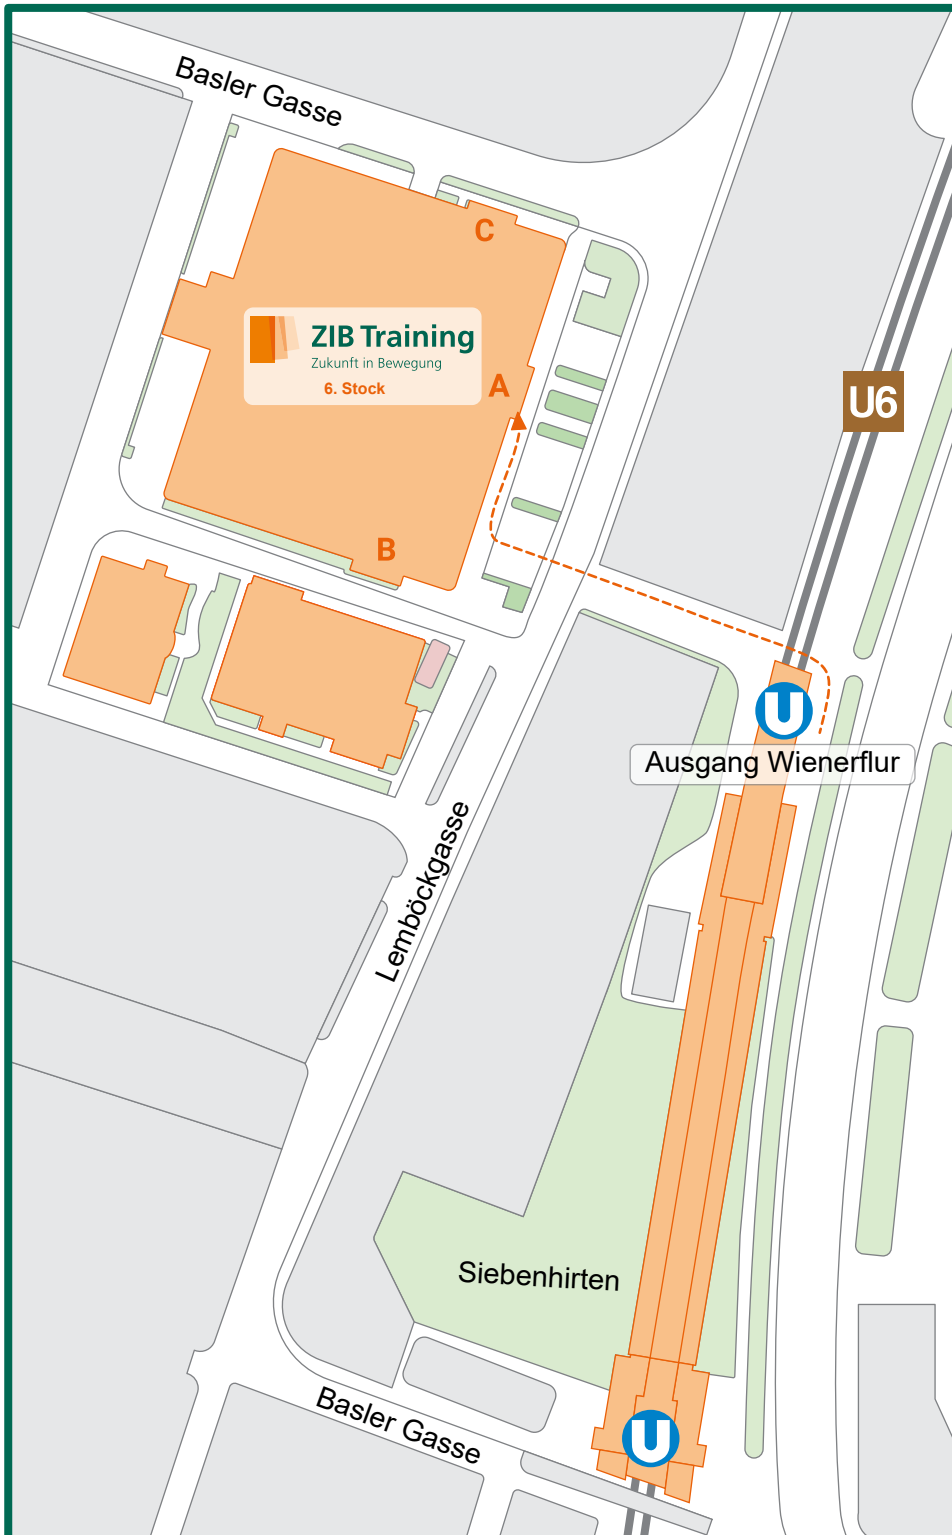 Basler Gasse
C
ZIB Training
Zukunft in Bewegung
6. Stock
A
U6
B
U
Ausgang Wienerflur
Lemböckgasse
Siebenhirten
Basler Gasse
U